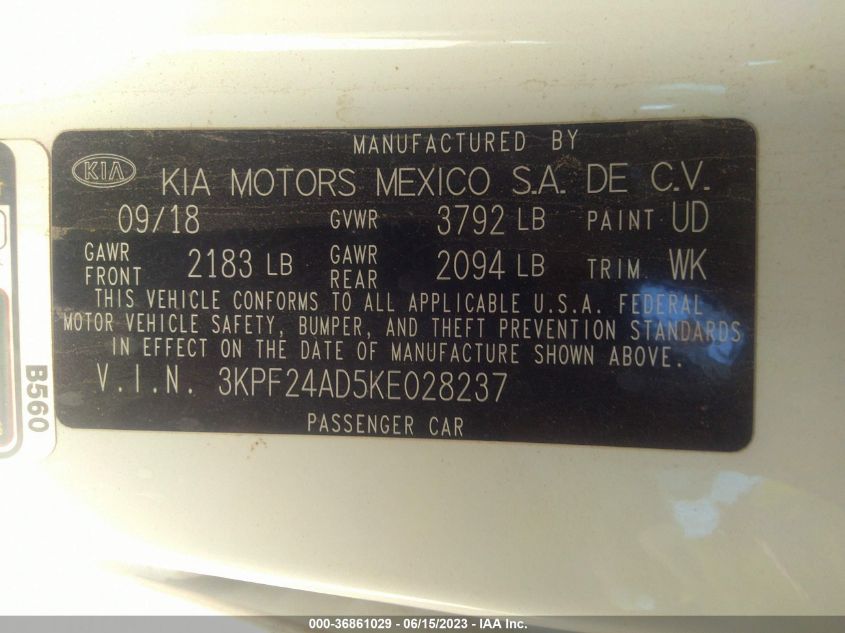 MANUFACTURED BY
KIA KIA MOTORS MEXICO S.A. DE C.V.
09/18 GVWR 3792 LB PAINT UD
GAWR FRONT 2183 LB GAWR REAR 2094 LB TRIM WK
THIS VEHICLE CONFORMS TO ALL APPLICABLE U.S.A. FEDERAL
MOTOR VEHICLE SAFETY, BUMPER, AND THEFT PREVENTION STANDARDS
IN EFFECT ON THE DATE OF MANUFACTURE SHOWN ABOVE.
V.I.N. 3KPF24AD5KE028237
PASSENGER CAR
B560
000-36861029 - 06/15/2023 - IAA Inc.